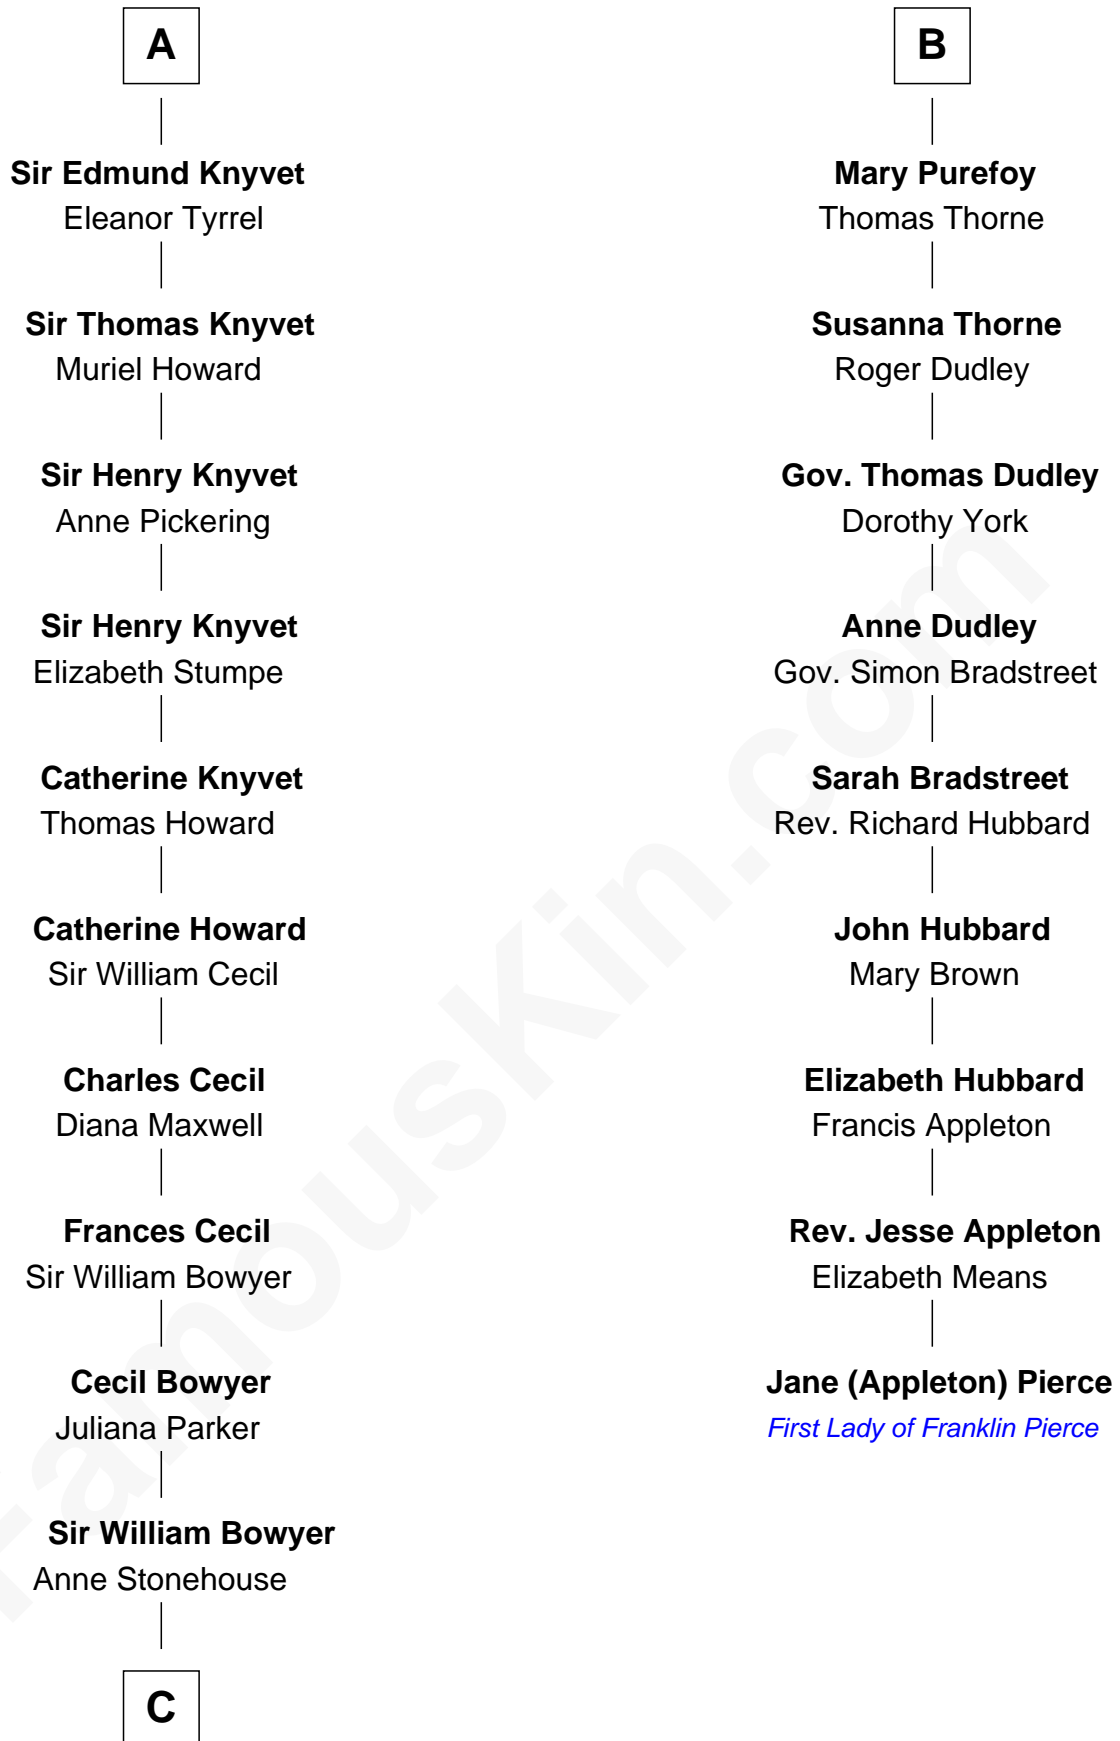 A
Sir Edmund Knyvet
Eleanor Tyrrel
Sir Thomas Knyvet
Muriel Howard
Sir Henry Knyvet
Anne Pickering
Sir Henry Knyvet
Elizabeth Stumpe
Catherine Knyvet
Thomas Howard
Catherine Howard
Sir William Cecil
Charles Cecil
Diana Maxwell
Frances Cecil
Sir William Bowyer
Cecil Bowyer
Juliana Parker
Sir William Bowyer
Anne Stonehouse
C
B
Mary Purefoy
Thomas Thorne
Susanna Thorne
Roger Dudley
Gov. Thomas Dudley
Dorothy York
Anne Dudley
Gov. Simon Bradstreet
Sarah Bradstreet
Rev. Richard Hubbard
John Hubbard
Mary Brown
Elizabeth Hubbard
Francis Appleton
Rev. Jesse Appleton
Elizabeth Means
Jane (Appleton) Pierce
First Lady of Franklin Pierce
FamousKin.com